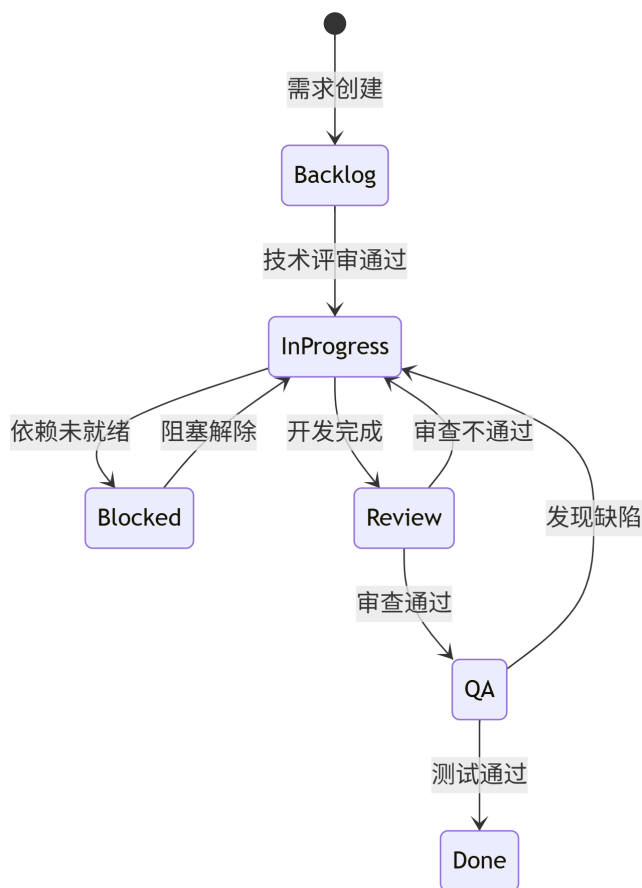 需求创建
Backlog
技术评审通过
InProgress
依赖未就绪
阻塞解除
开发完成
审查不通过
Blocked
Review
发现缺陷
审查通过
QA
测试通过
Done